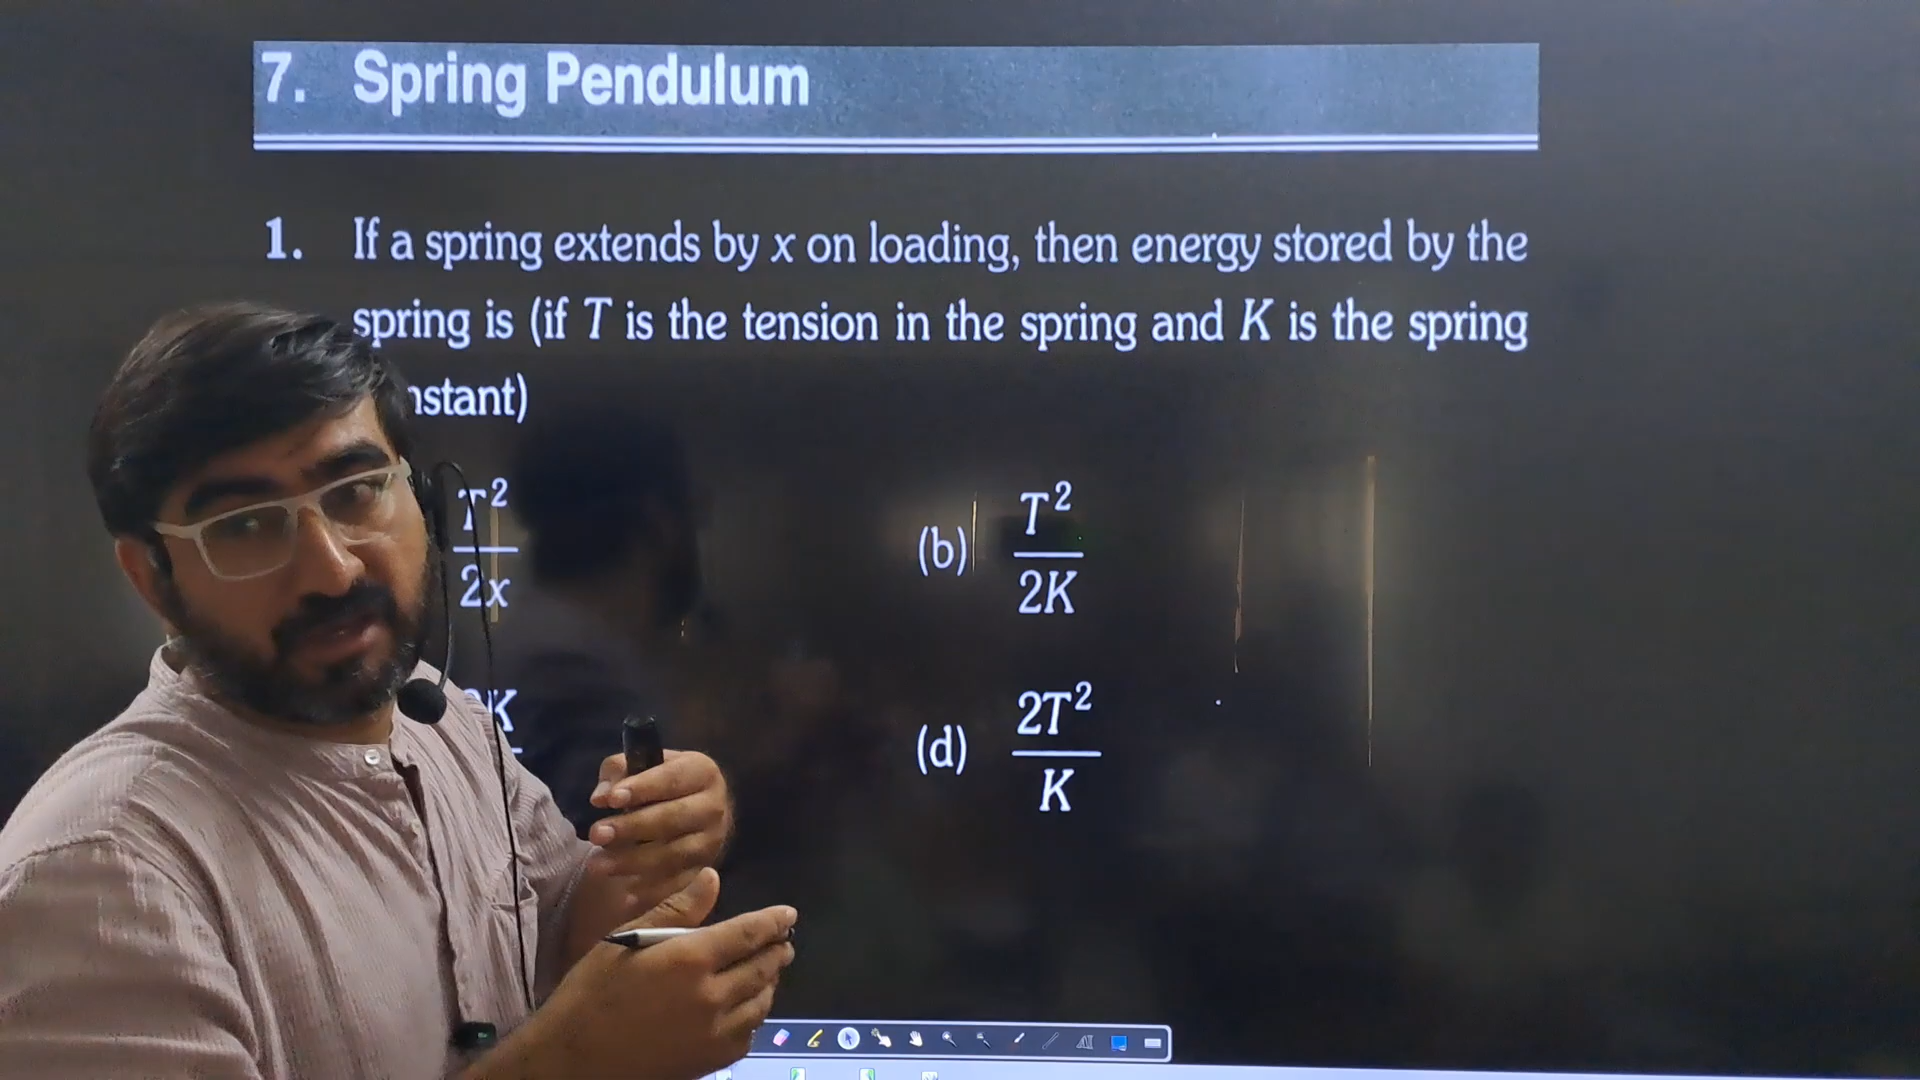 7. Spring Pendulum
1. If a spring extends by x on loading, then energy stored by the
spring is (if T is the tension in the spring and K is the spring
nstant)
T²
2x
(b) T²
2K
K
(d) 2T²
K